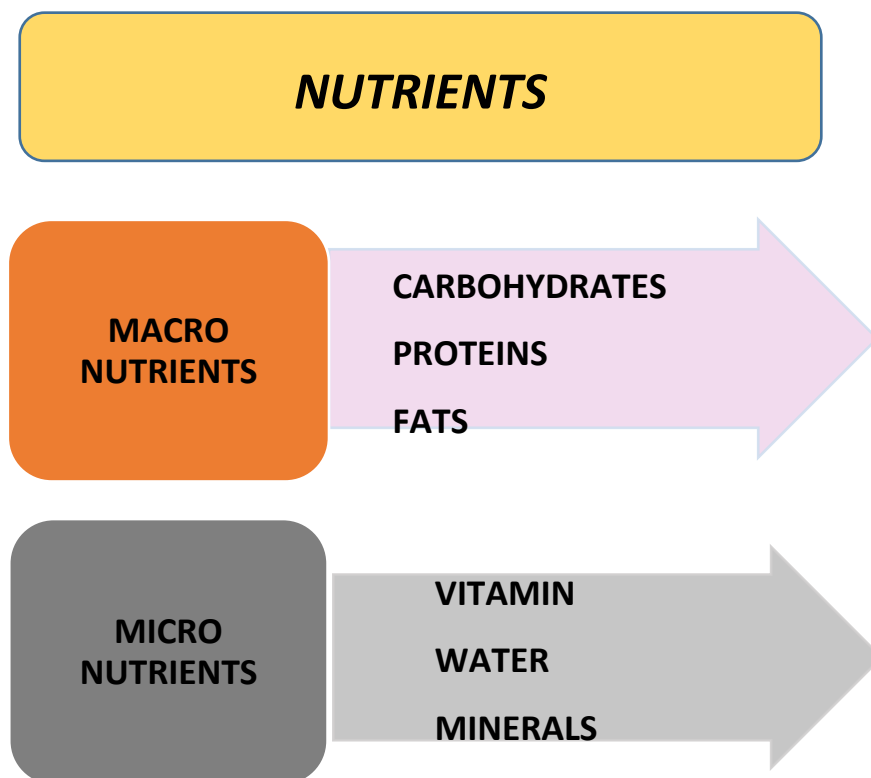 NUTRIENTS
MACRO
NUTRIENTS
CARBOHYDRATES
PROTEINS
FATS
MICRO
NUTRIENTS
VITAMIN
WATER
MINERALS